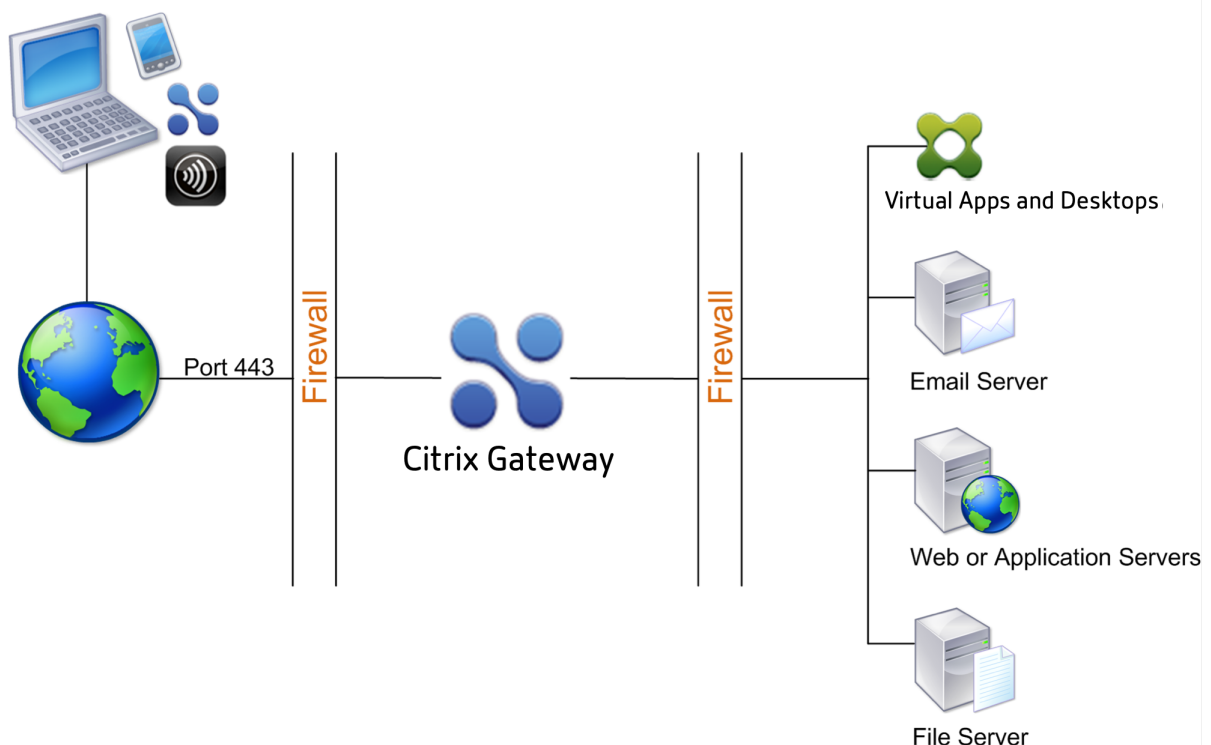 Port 443
Firewall
Citrix Gateway
Firewall
Virtual Apps and Desktops
Email Server
Web or Application Servers
File Server